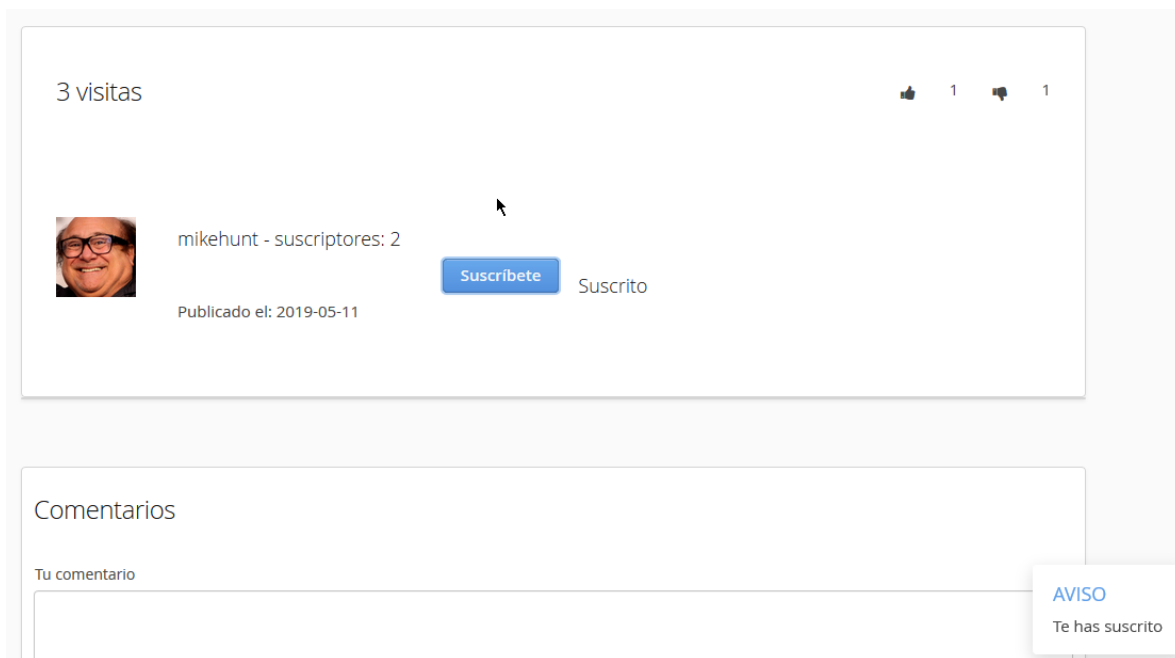 3 visitas
1
1
mikehunt - suscriptores: 2
Suscríbete
Suscrito
Publicado el: 2019-05-11
Comentarios
Tu comentario
AVISO
Te has suscrito